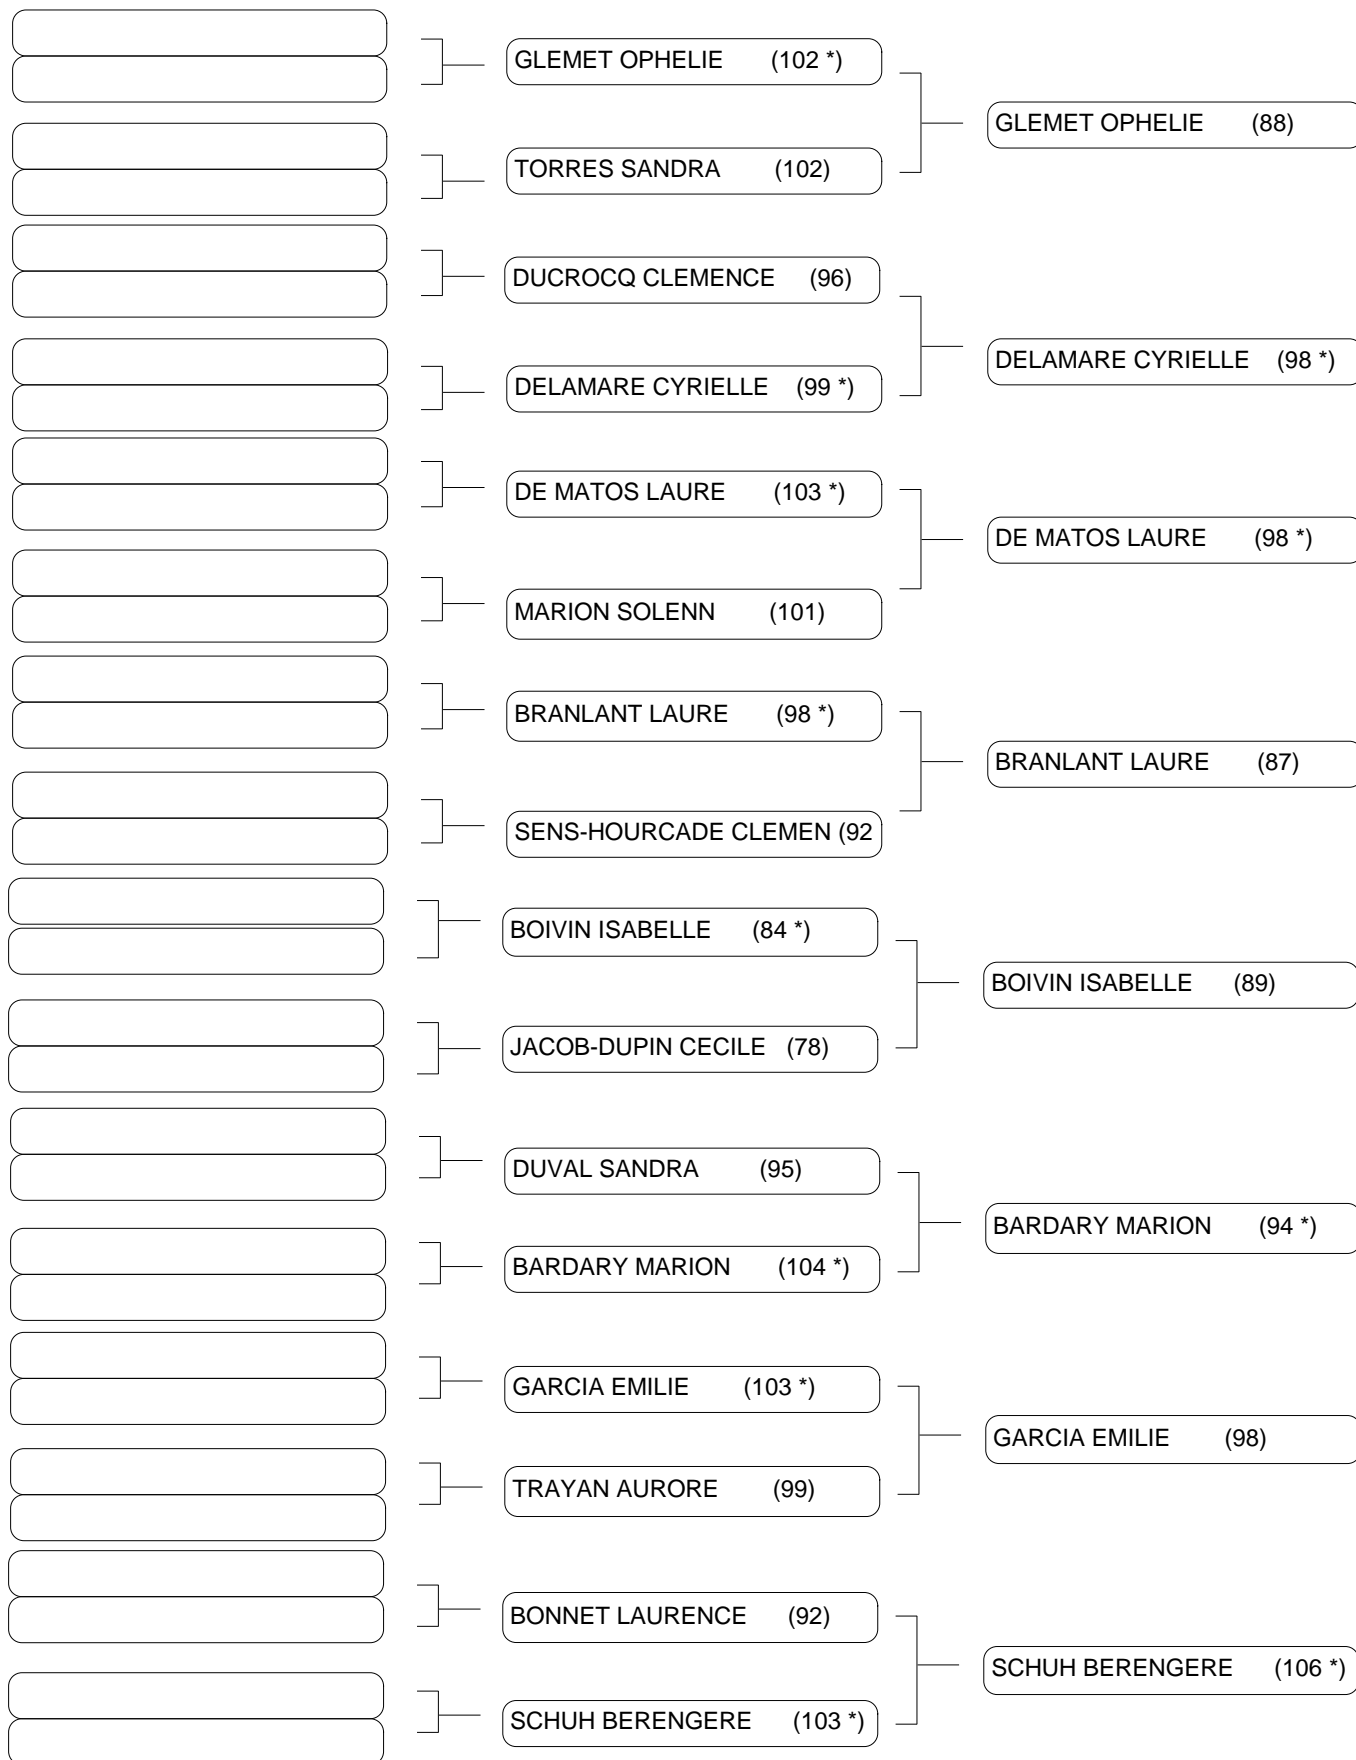 GLEMET OPHELIE (102 *)
GLEMET OPHELIE (88)
TORRES SANDRA (102)
DUCROCQ CLEMENCE (96)
DELAMARE CYRIELLE (98 *)
DELAMARE CYRIELLE (99 *)
DE MATOS LAURE (103 *)
DE MATOS LAURE (98 *)
MARION SOLENN (101)
BRANLANT LAURE (98 *)
BRANLANT LAURE (87)
SENS-HOURCADE CLEMEN (92
BOIVIN ISABELLE (84 *)
BOIVIN ISABELLE (89)
JACOB-DUPIN CECILE (78)
DUVAL SANDRA (95)
BARDARY MARION (94 *)
BARDARY MARION (104 *)
GARCIA EMILIE (103 *)
GARCIA EMILIE (98)
TRAYAN AURORE (99)
BONNET LAURENCE (92)
SCHUH BERENGERE (106 *)
SCHUH BERENGERE (103 *)